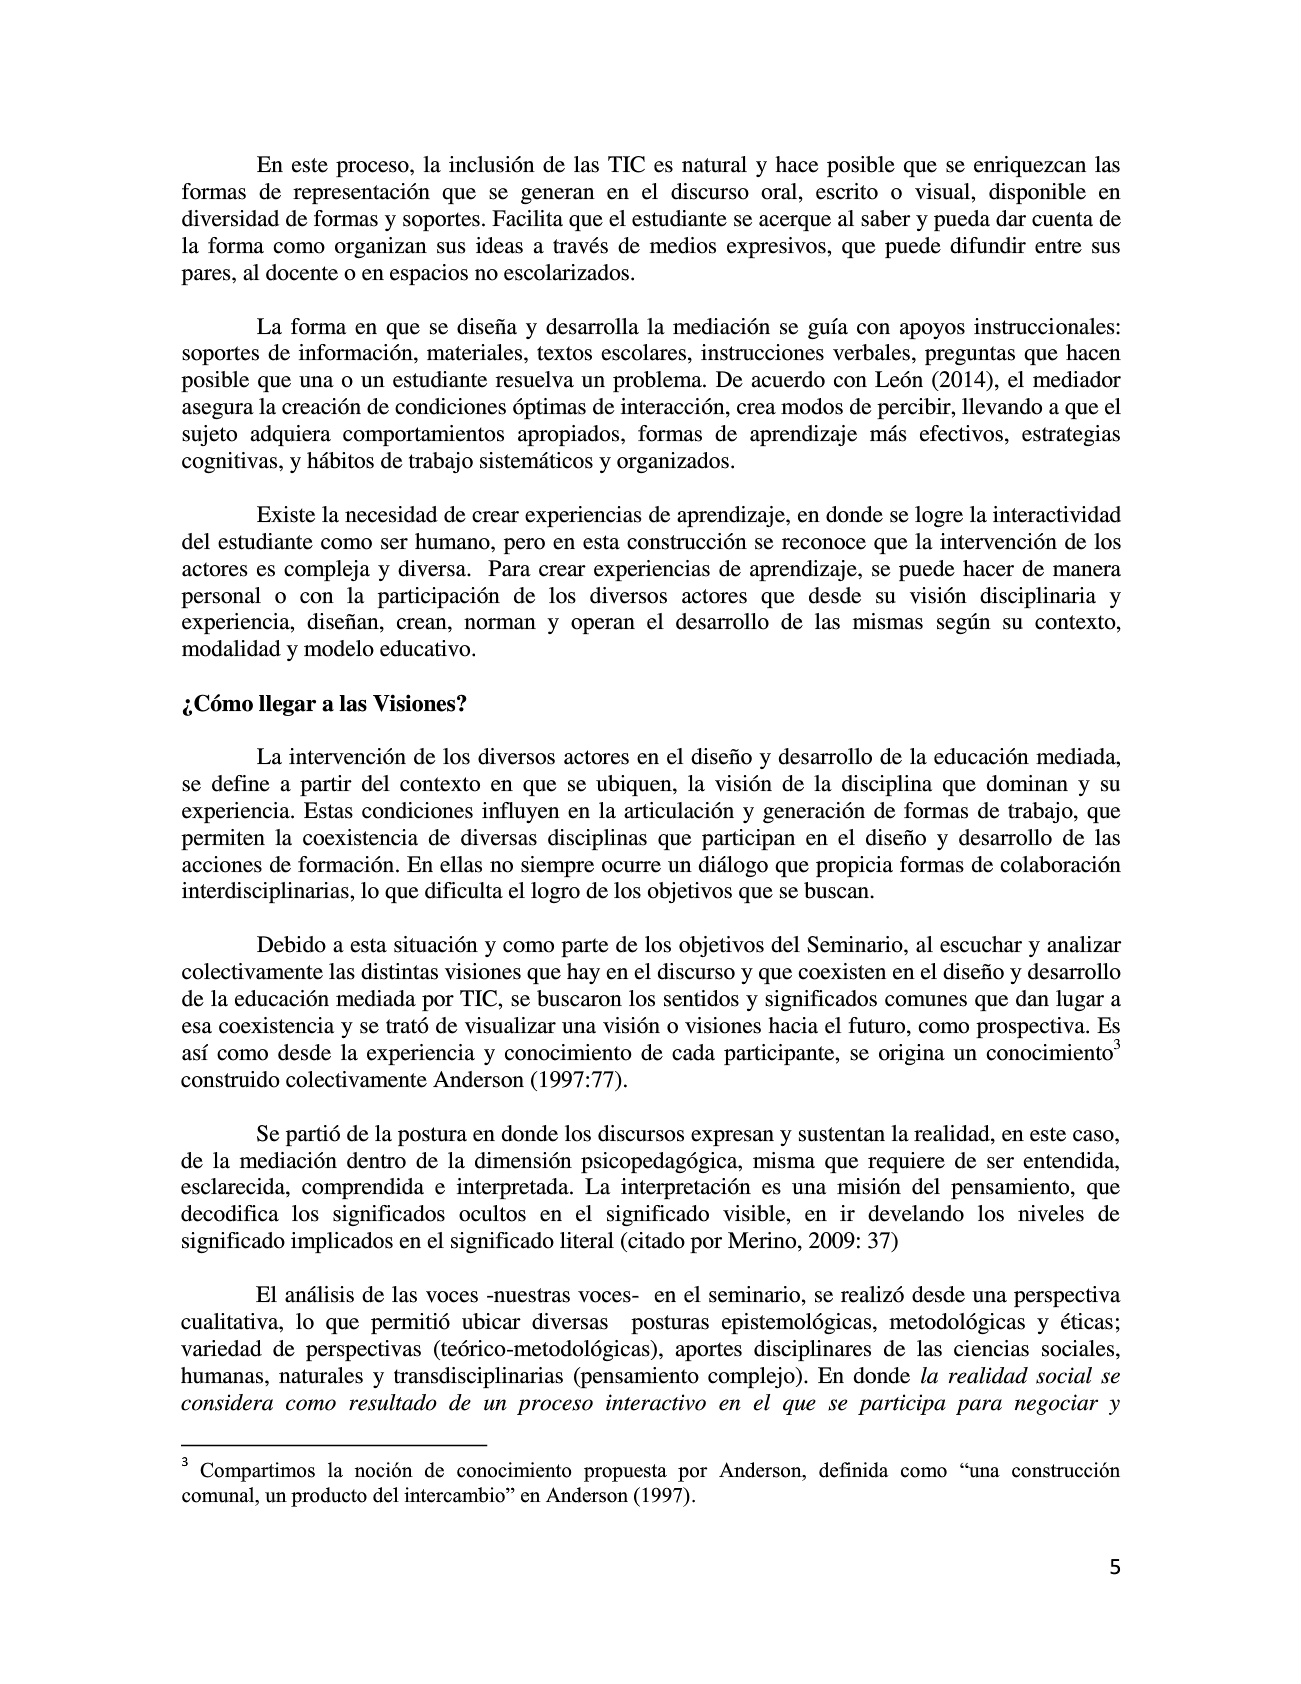 En este proceso, la inclusión de las TIC es natural y hace posible que se enriquezcan las
formas de representación que se generan en el discurso oral, escrito o visual, disponible en
diversidad de formas y soportes. Facilita que el estudiante se acerque al saber y pueda dar cuenta de
la forma como organizan sus ideas a través de medios expresivos, que puede difundir entre sus
pares, al docente o en espacios no escolarizados.
La forma en que se diseña y desarrolla la mediación se guía con apoyos instruccionales:
soportes de información, materiales, textos escolares, instrucciones verbales, preguntas que hacen
posible que una o un estudiante resuelva un problema. De acuerdo con León (2014), el mediador
asegura la creación de condiciones óptimas de interacción, crea modos de percibir, llevando a que el
sujeto adquiera comportamientos apropiados, formas de aprendizaje más efectivos, estrategias
cognitivas, y hábitos de trabajo sistemáticos y organizados.
Existe la necesidad de crear experiencias de aprendizaje, en donde se logre la interactividad
del estudiante como ser humano, pero en esta construcción se reconoce que la intervención de los
actores es compleja y diversa.  Para crear experiencias de aprendizaje, se puede hacer de manera
personal o con la participación de los diversos actores que desde su visión disciplinaria y
experiencia, diseñan, crean, norman y operan el desarrollo de las mismas según su contexto,
modalidad y modelo educativo.
¿Cómo llegar a las Visiones?
La intervención de los diversos actores en el diseño y desarrollo de la educación mediada,
se define a partir del contexto en que se ubiquen, la visión de la disciplina que dominan y su
experiencia. Estas condiciones influyen en la articulación y generación de formas de trabajo, que
permiten la coexistencia de diversas disciplinas que participan en el diseño y desarrollo de las
acciones de formación. En ellas no siempre ocurre un diálogo que propicia formas de colaboración
interdisciplinarias, lo que dificulta el logro de los objetivos que se buscan.
Debido a esta situación y como parte de los objetivos del Seminario, al escuchar y analizar
colectivamente las distintas visiones que hay en el discurso y que coexisten en el diseño y desarrollo
de la educación mediada por TIC, se buscaron los sentidos y significados comunes que dan lugar a
esa coexistencia y se trató de visualizar una visión o visiones hacia el futuro, como prospectiva. Es
así como desde la experiencia y conocimiento de cada participante, se origina un conocimiento3
construido colectivamente Anderson (1997:77).
Se partió de la postura en donde los discursos expresan y sustentan la realidad, en este caso,
de la mediación dentro de la dimensión psicopedagógica, misma que requiere de ser entendida,
esclarecida, comprendida e interpretada. La interpretación es una misión del pensamiento, que
decodifica los significados ocultos en el significado visible, en ir develando los niveles de
significado implicados en el significado literal (citado por Merino, 2009: 37)
El análisis de las voces -nuestras voces-  en el seminario, se realizó desde una perspectiva
cualitativa, lo que permitió ubicar diversas  posturas epistemológicas, metodológicas y éticas;
variedad de perspectivas (teórico-metodológicas), aportes disciplinares de las ciencias sociales,
humanas, naturales y transdisciplinarias (pensamiento complejo). En donde la realidad social se
considera como resultado de un proceso interactivo en el que se participa para negociar y
3 Compartimos la noción de conocimiento propuesta por Anderson, definida como “una construcción
comunal, un producto del intercambio” en Anderson (1997).
5